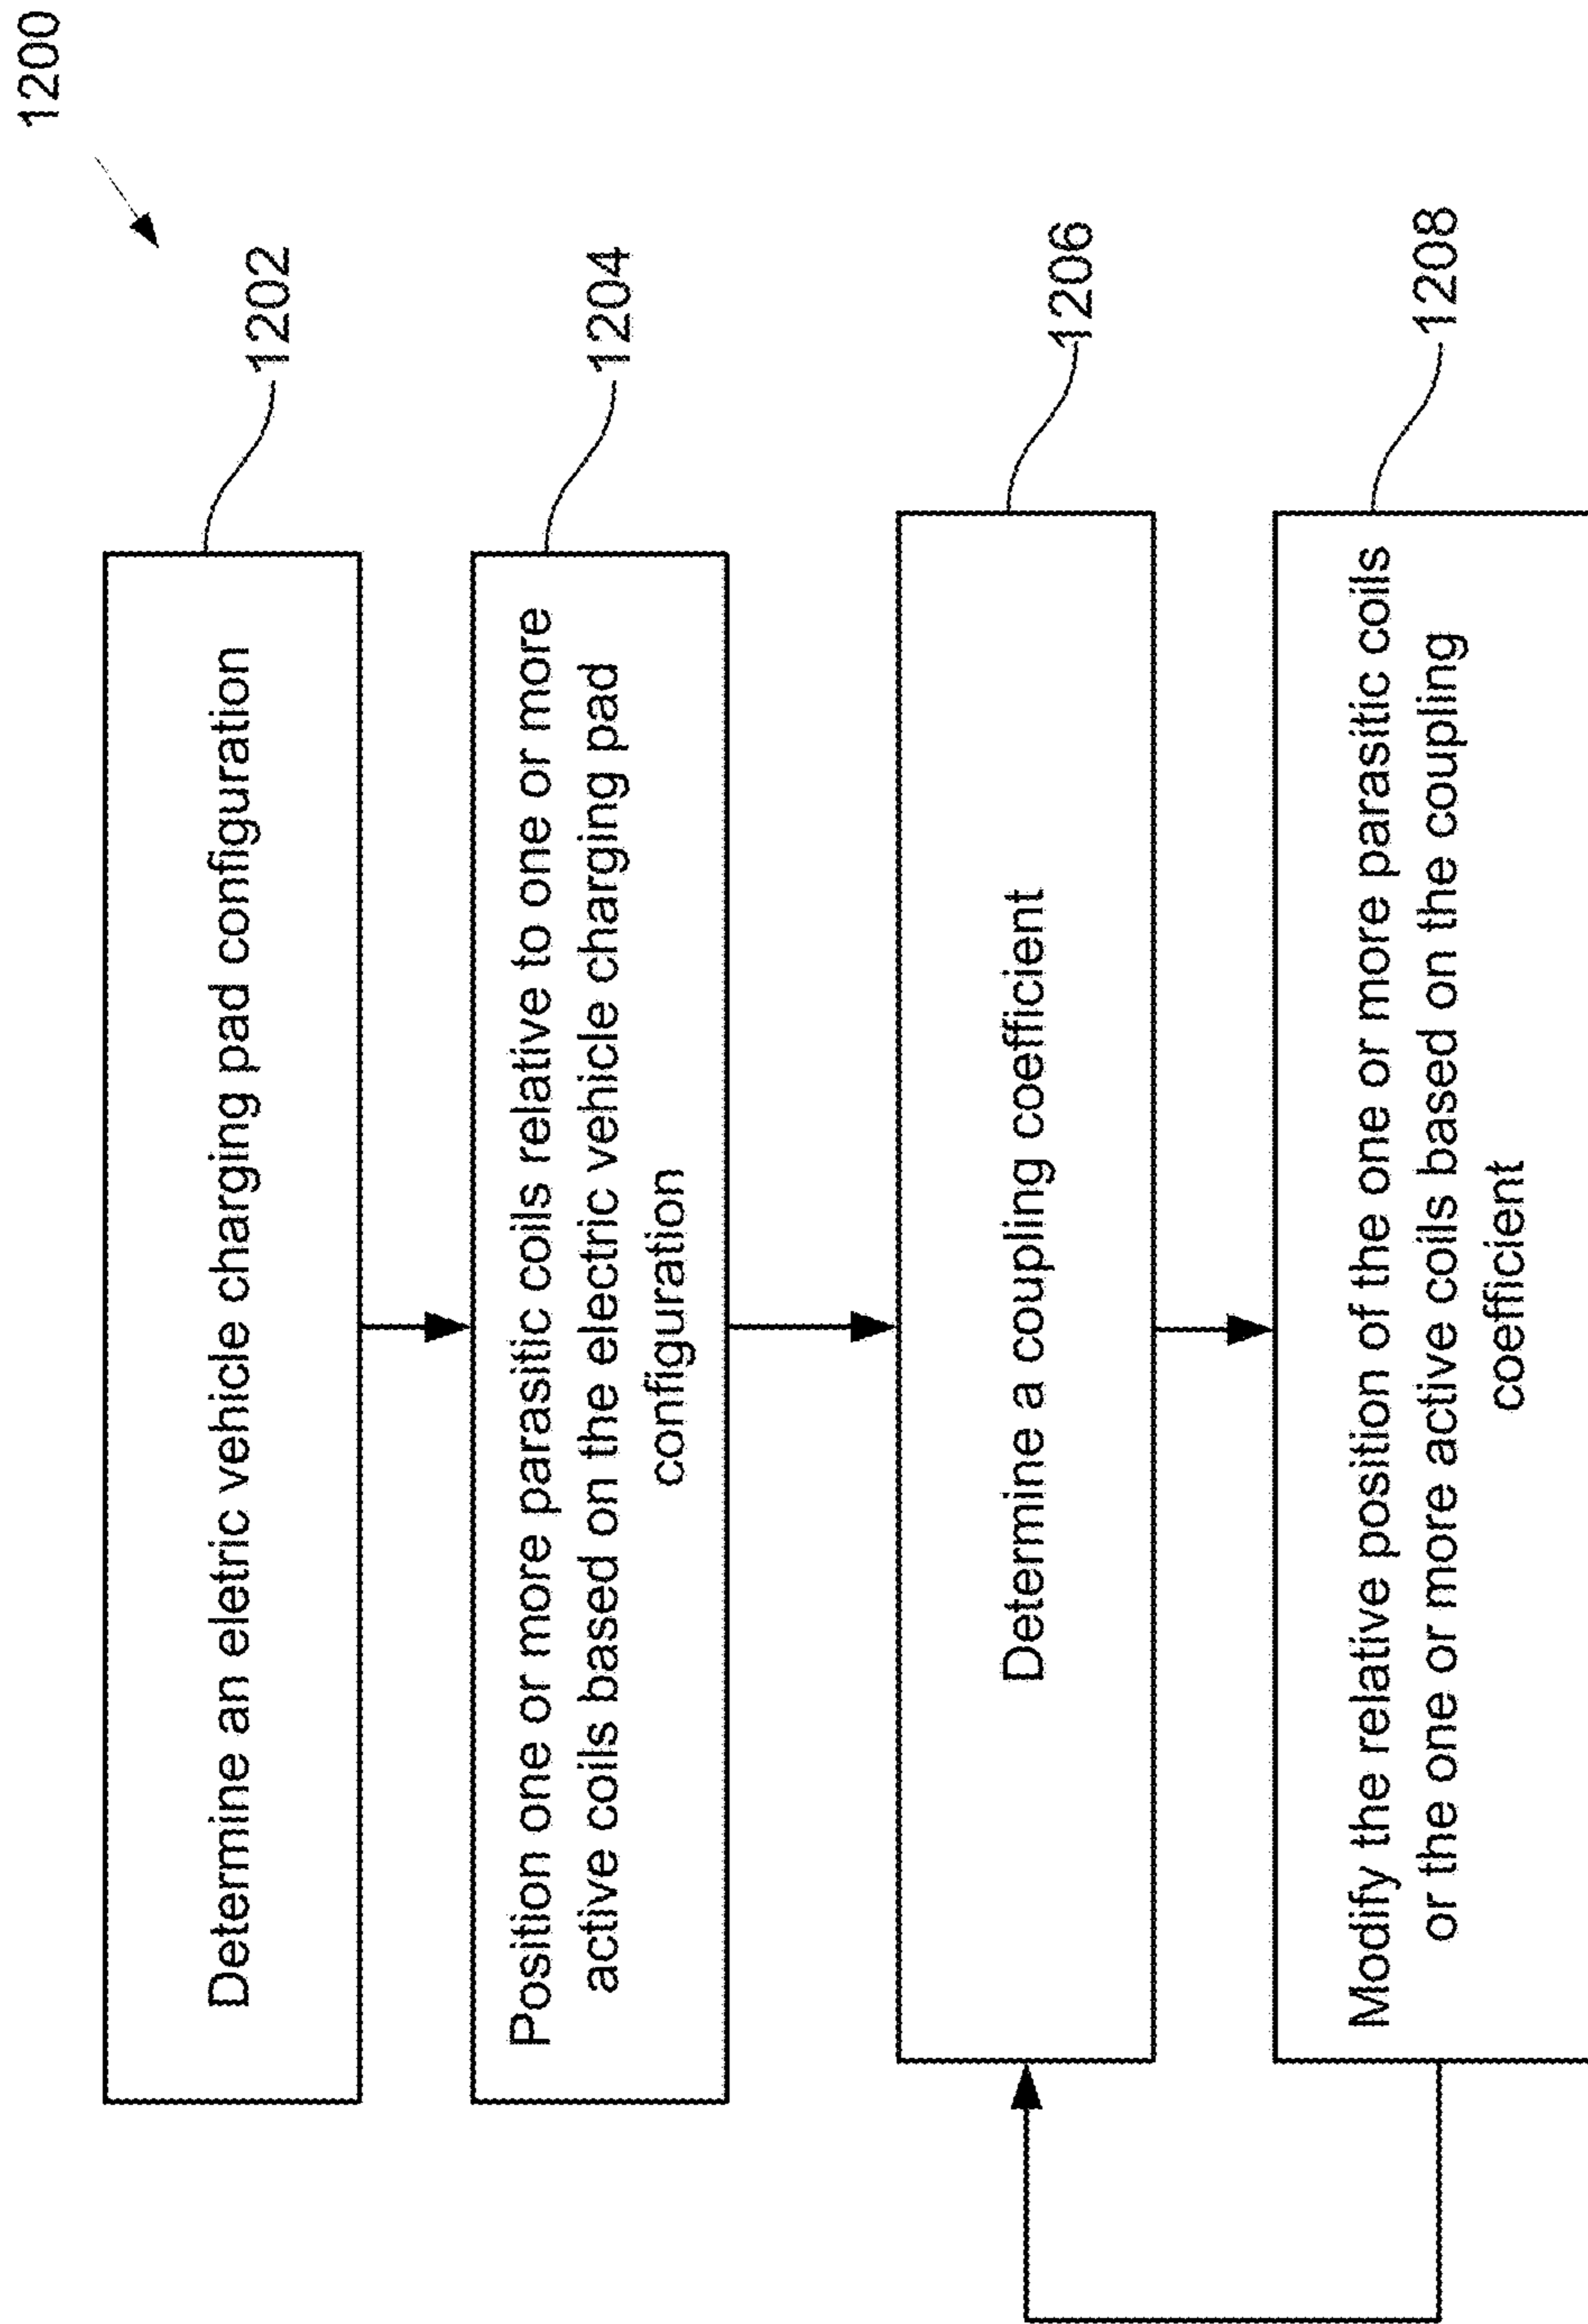 1200
Determine an eletric vehicle charging pad configuration
1202
Position one or more parasitic coils relative to one or more
active coils based on the electric vehicle charging pad
configuration
1204
Determine a coupling coefficient
1206
Modify the relative position of the one or more parasitic coils
or the one or more active coils based on the coupling
coefficient
1208